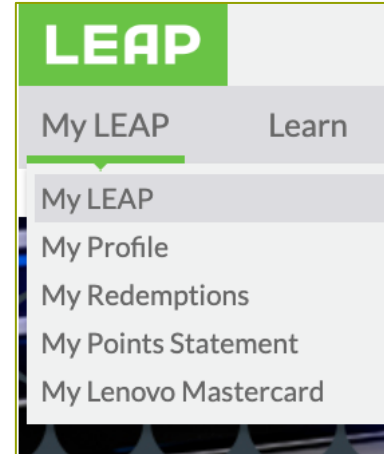 LEAP
My LEAP Learn
My LEAP
My Profile
My Redemptions
My Points Statement
My Lenovo Mastercard